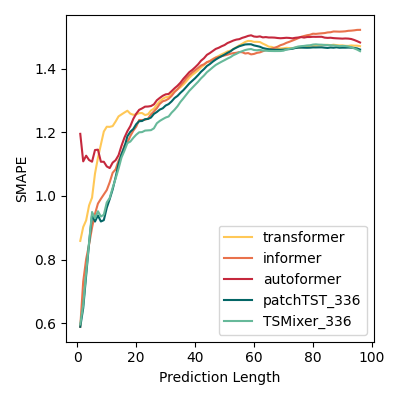 1.4
1.2
1.0
0.8
0.6
SMAPE
0 20 40 60 80 100
Prediction Length
transformer
informer
autoformer
patchTST_336
TSMixer_336